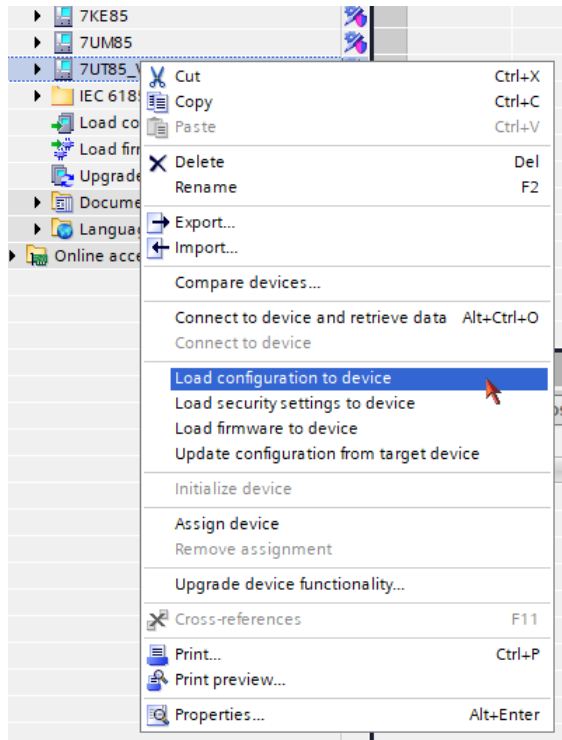 7KE85
7UM85
7UT85_
IEC 618
Load co
Load fir
Upgrade
Docume
Langua
Online acce
Cut Ctrl+X
Copy Ctrl+C
Paste Ctrl+V
Delete Del
Rename F2
Export...
Import...
Compare devices...
Connect to device and retrieve data Alt+Ctrl+O
Connect to device
Load configuration to device
Load security settings to device
Load firmware to device
Update configuration from target device
Initialize device
Assign device
Remove assignment
Upgrade device functionality...
Cross-references F11
Print... Ctrl+P
Print preview...
Properties... Alt+Enter